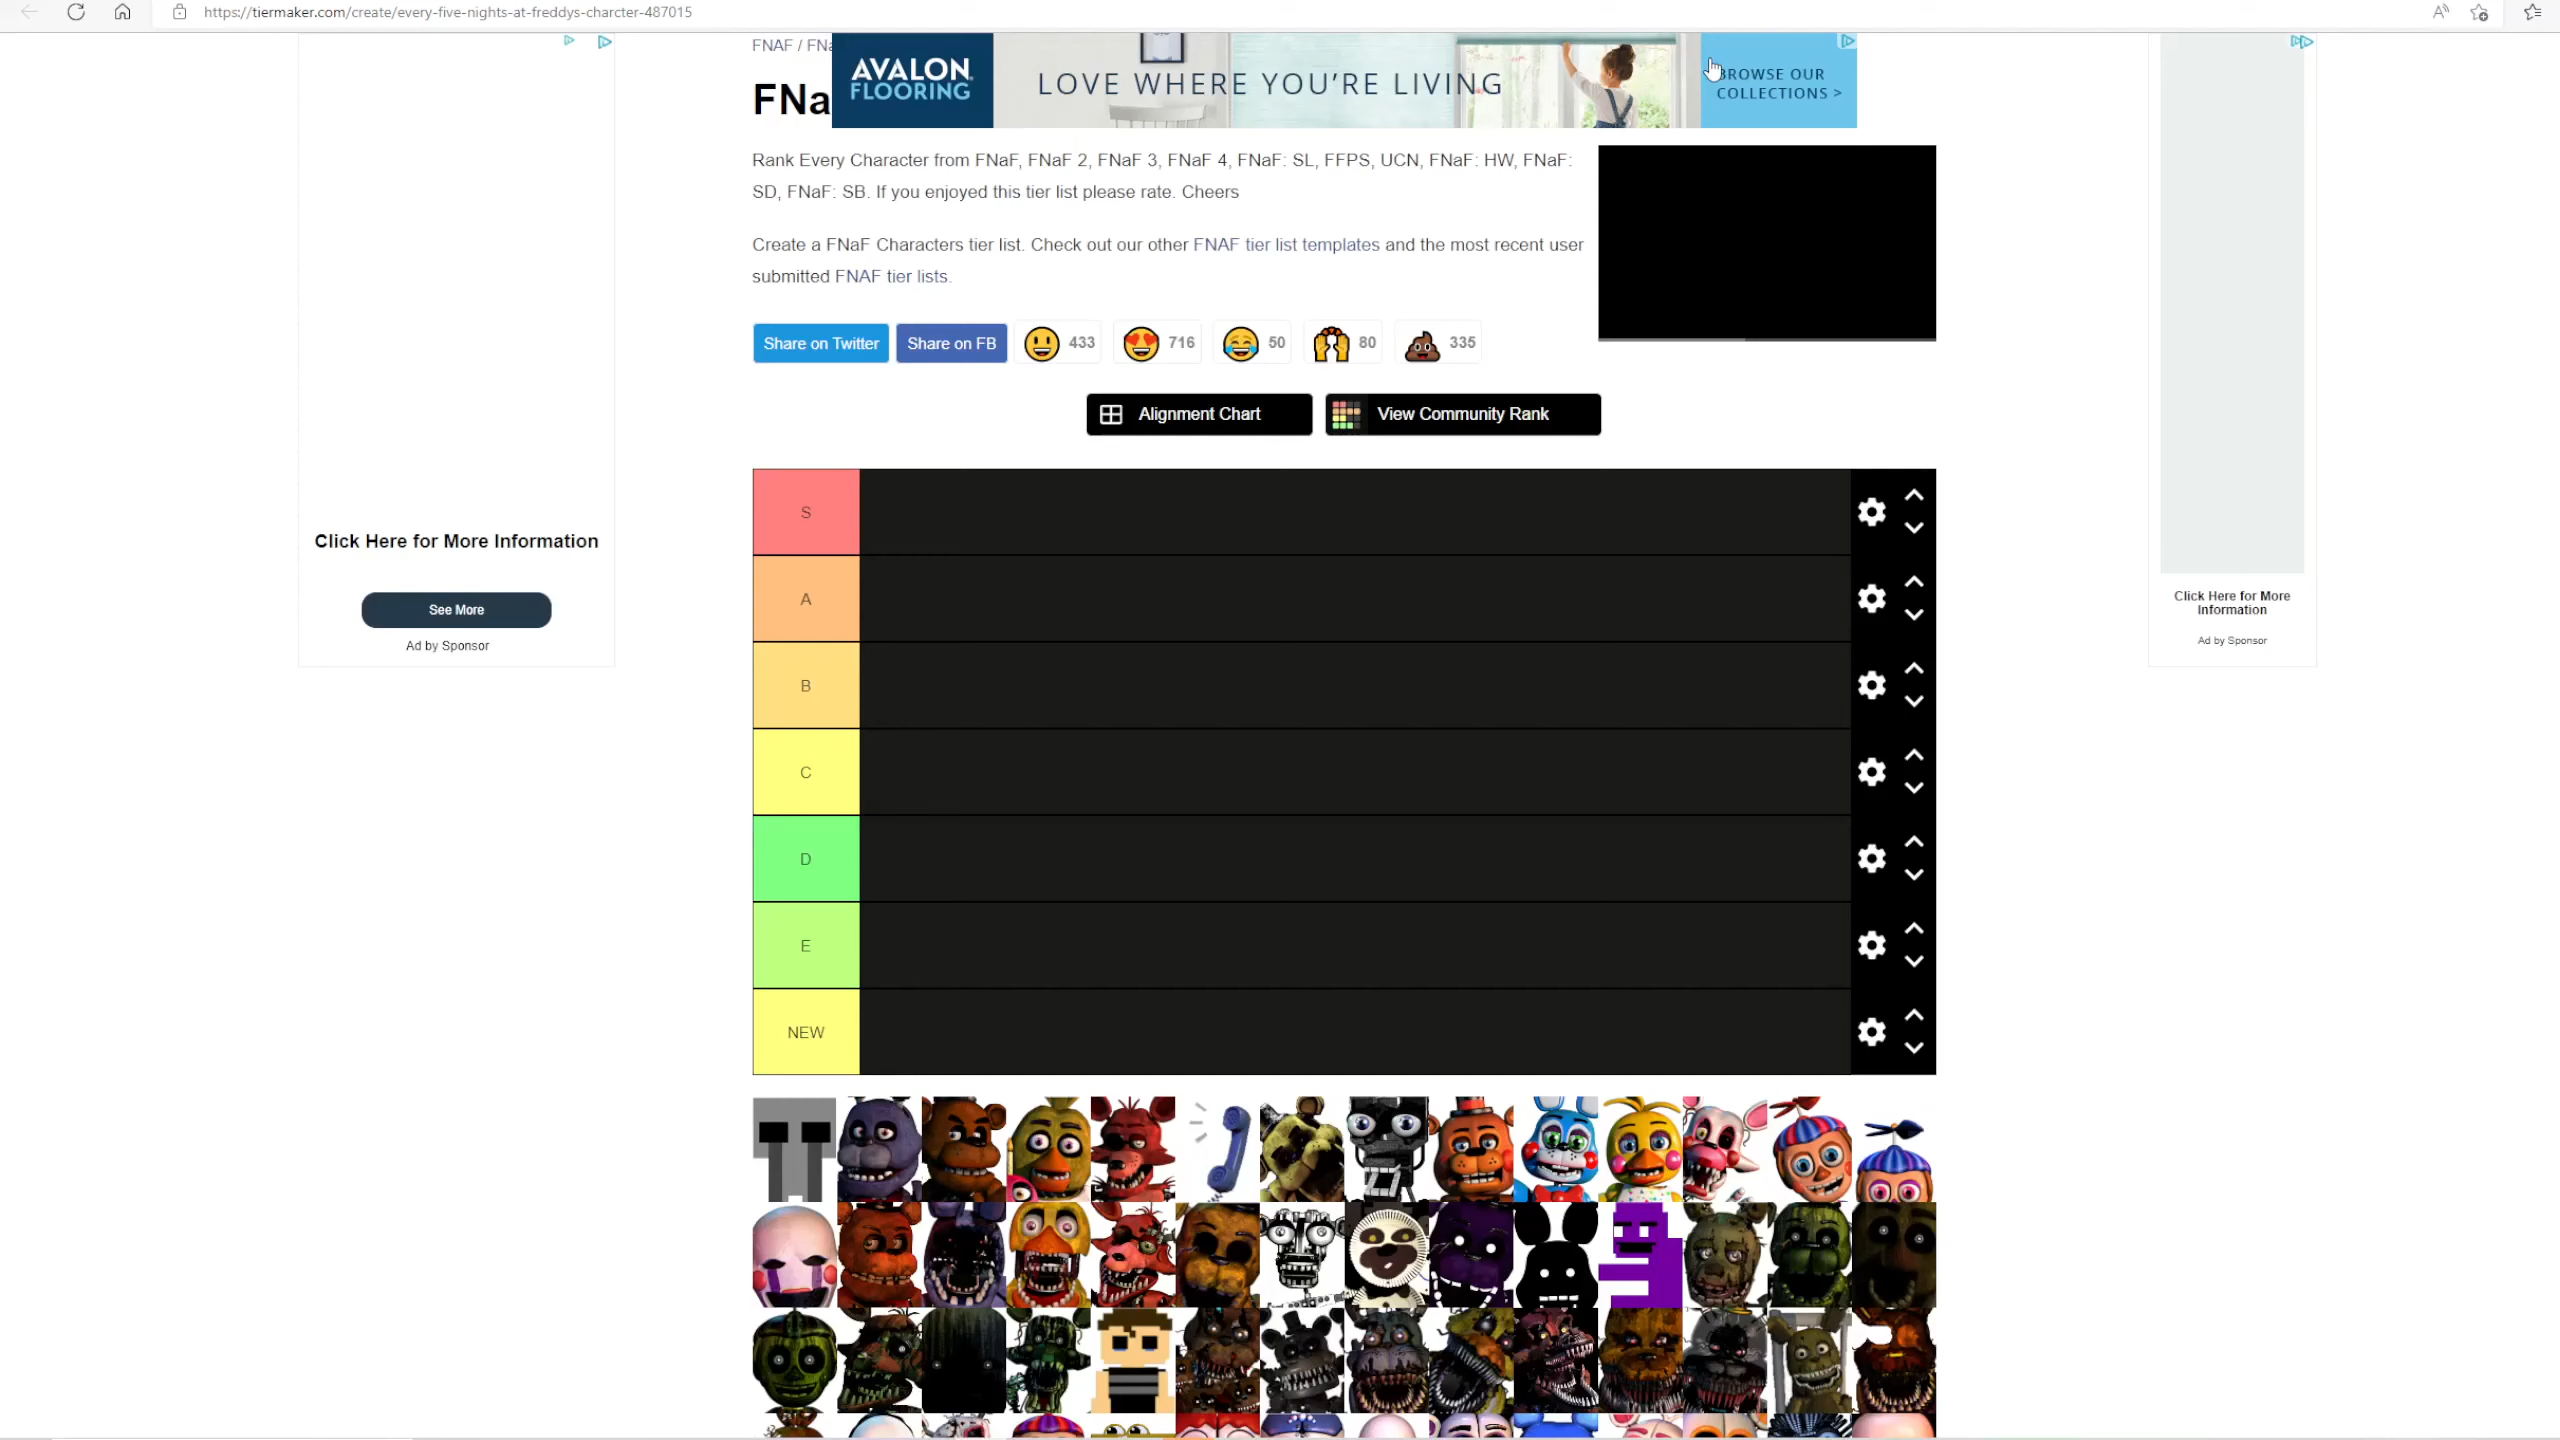 https://tiermaker.com/create/every-five-nights-at-freddys-charcter-487015
FNAF / FNa
FNa
AVALON
FLOORING
LOVE WHERE YOU'RE LIVING
BROWSE OUR
COLLECTIONS >
Rank Every Character from FNaF, FNaF 2, FNaF 3, FNaF 4, FNaF: SL, FFPS, UCN, FNaF: HW, FNaF:
SD, FNaF: SB. If you enjoyed this tier list please rate. Cheers
Create a FNaF Characters tier list. Check out our other FNAF tier list templates and the most recent user
submitted FNAF tier lists.
Share on Twitter
Share on FB
433
716
50
80
335
Alignment Chart
View Community Rank
Click Here for More Information
See More
Ad by Sponsor
Click Here for More
Information
Ad by Sponsor
S
A
B
C
D
E
NEW